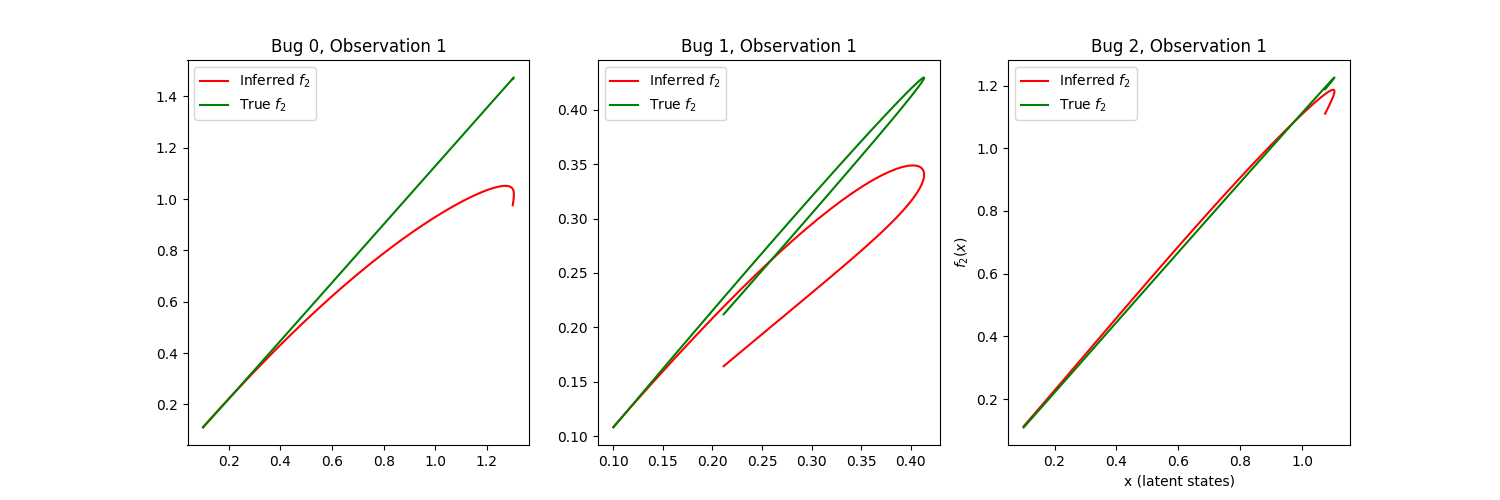 Bug 0, Observation 1
Inferred f₂
True f₂
1.4
1.2
1.0
0.8
0.6
0.4
0.2
0.2 0.4 0.6 0.8 1.0 1.2
Bug 1, Observation 1
Inferred f₂
True f₂
0.40
0.35
0.30
0.25
0.20
0.15
0.10
0.10 0.15 0.20 0.25 0.30 0.35 0.40
Bug 2, Observation 1
Inferred f₂
True f₂
f₂(x)
1.2
1.0
0.8
0.6
0.4
0.2
0.2 0.4 0.6 0.8 1.0
x (latent states)